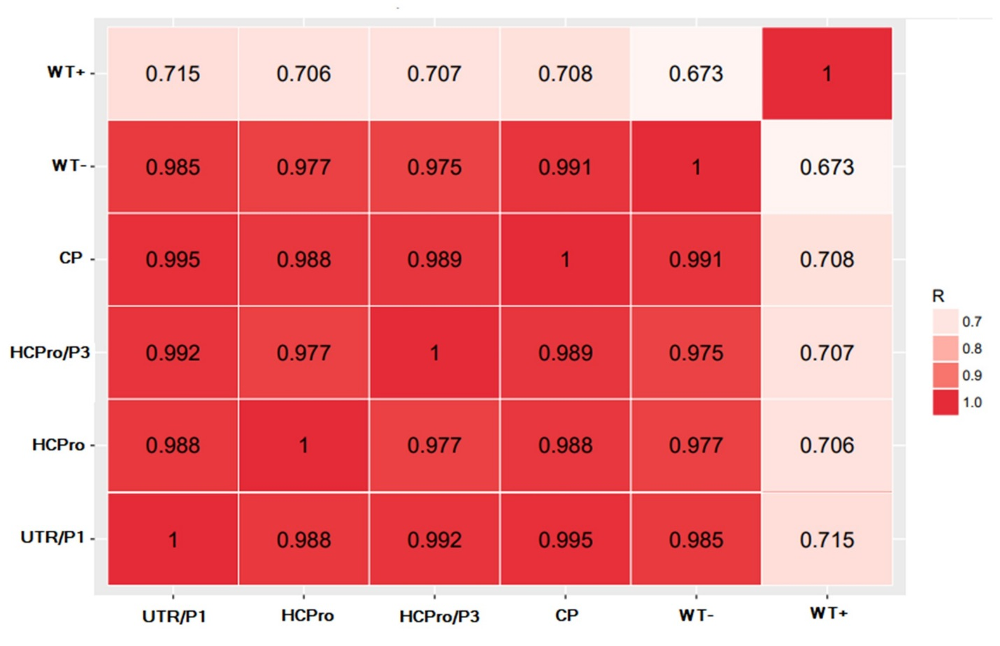 WT+ 0.715 0.706 0.707 0.708 0.673 1
WT- 0.985 0.977 0.975 0.991 1 0.673
CP 0.995 0.988 0.989 1 0.991 0.708
HCPro/P3 0.992 0.977 1 0.989 0.975 0.707
HCPro 0.988 1 0.977 0.988 0.977 0.706
UTR/P1 1 0.988 0.992 0.995 0.985 0.715
UTR/P1 HCPro HCPro/P3 CP WT- WT+
R
0.7
0.8
0.9
1.0